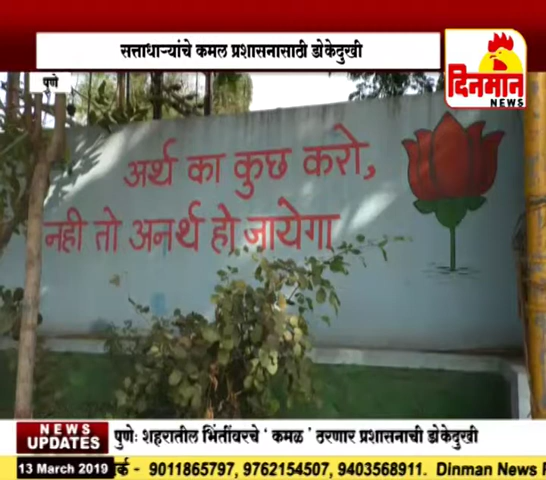 सत्ताधाऱ्यांचे कमल प्रशासनासाठी डोकेदुखी
दिनमान
NEWS
पुणे
अर्थ का कुछ करो,
नही तो अनर्थ हो जायेगा
NEWS
UPDATES
पुणे: शहरातील भिंतींवरचे ' कमळ ' ठरणार प्रशासनाची डोकेदुखी
13 March 2019
र्क - 9011865797, 9762154507, 9403568911. Dinman News